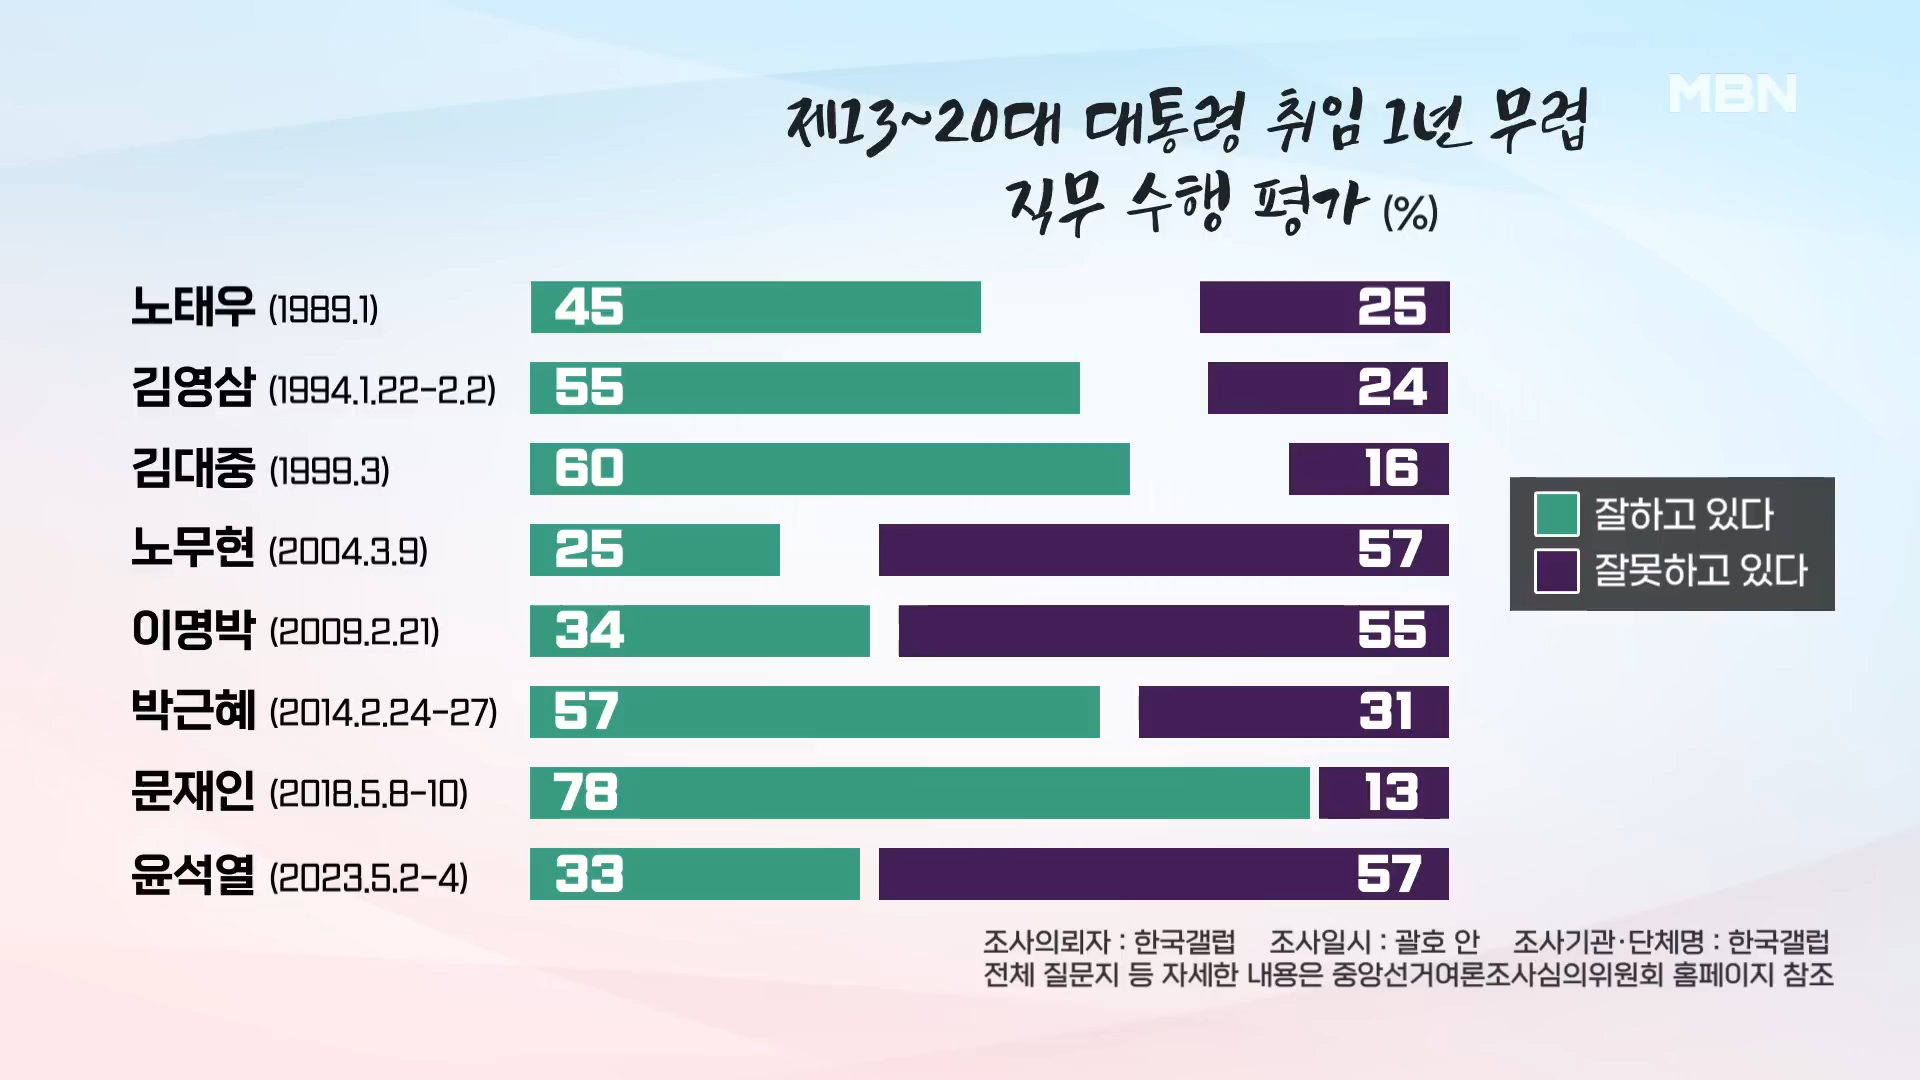 MBN
제13~20대 대통령 취임 1년 무렵
직무 수행 평가 (%)
노태우 (1989.1) 45 25
김영삼 (1994.1.22-2.2) 55 24
김대중 (1999.3) 60 16
노무현 (2004.3.9) 25 57
이명박 (2009.2.21) 34 55
박근혜 (2014.2.24-27) 57 31
문재인 (2018.5.8-10) 78 13
윤석열 (2023.5.2-4) 33 57
잘하고 있다
잘못하고 있다
조사의뢰자 : 한국갤럽 조사일시 : 괄호 안 조사기관·단체명 : 한국갤럽
전체 질문지 등 자세한 내용은 중앙선거여론조사심의위원회 홈페이지 참조